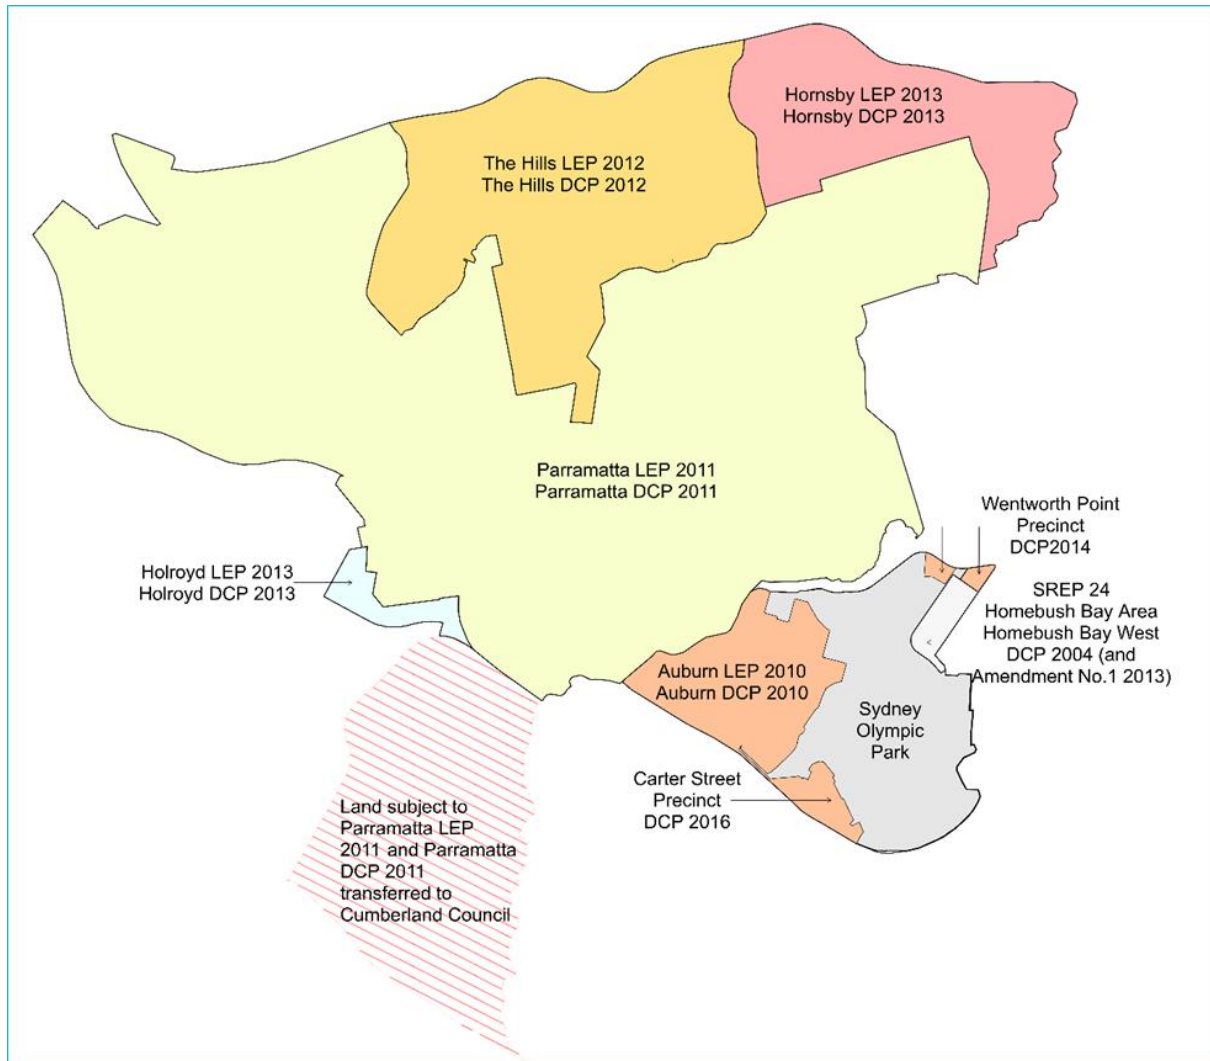 Hornsby LEP 2013
Hornsby DCP 2013
The Hills LEP 2012
The Hills DCP 2012
Parramatta LEP 2011
Parramatta DCP 2011
Wentworth Point
Precinct
DCP2014
Holroyd LEP 2013
Holroyd DCP 2013
SREP 24
Homebush Bay Area
Homebush Bay West
DCP 2004 (and
Amendment No.1 2013)
Auburn LEP 2010
Auburn DCP 2010
Sydney
Olympic
Park
Carter Street
Precinct
DCP 2016
Land subject to
Parramatta LEP
2011 and Parramatta
DCP 2011
transferred to
Cumberland Council